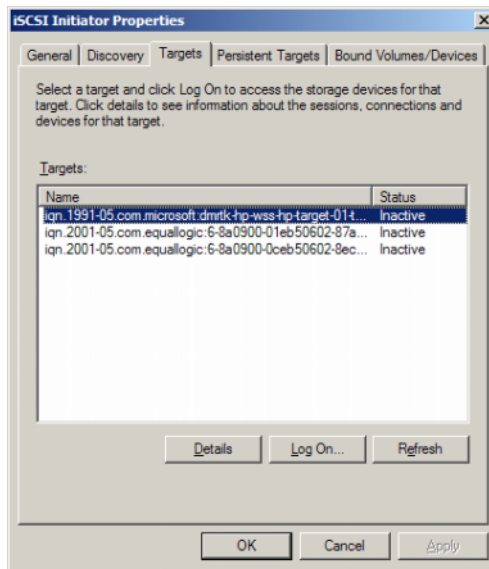 iSCSI Initiator Properties
General Discovery Targets Persistent Targets Bound Volumes/Devices
Select a target and click Log On to access the storage devices for that
target. Click details to see information about the sessions, connections and
devices for that target.
Targets:
Name Status
iqn.1991-05.com.microsoft:dmrtk-hp-wss-hp-target-01-t... Inactive
iqn.2001-05.com.equallogic:6-8a0900-01eb50602-87a... Inactive
iqn.2001-05.com.equallogic:6-8a0900-0ceb50602-8ec... Inactive
Details Log On... Refresh
OK Cancel Apply